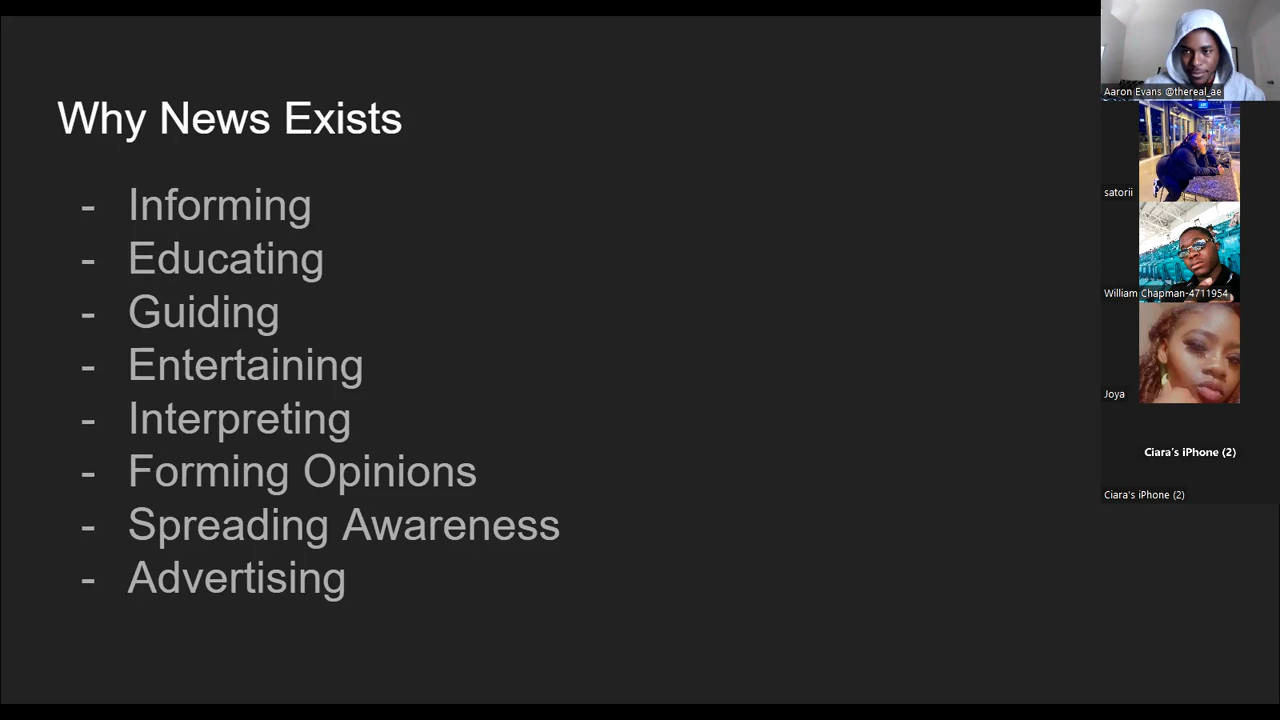 Why News Exists
- Informing
- Educating
- Guiding
- Entertaining
- Interpreting
- Forming Opinions
- Spreading Awareness
- Advertising
Aaron Evans @thereal_ae
satorii
William Chapman-4711954
Joya
Ciara's iPhone (2)
Ciara's iPhone (2)